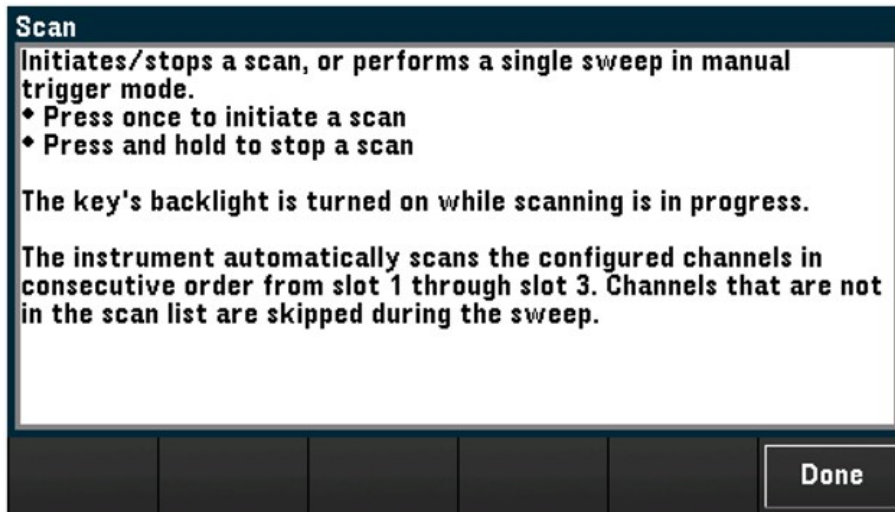 Scan
Initiates/stops a scan, or performs a single sweep in manual
trigger mode.
◆ Press once to initiate a scan
◆ Press and hold to stop a scan
The key's backlight is turned on while scanning is in progress.
The instrument automatically scans the configured channels in
consecutive order from slot 1 through slot 3. Channels that are not
in the scan list are skipped during the sweep.
Done